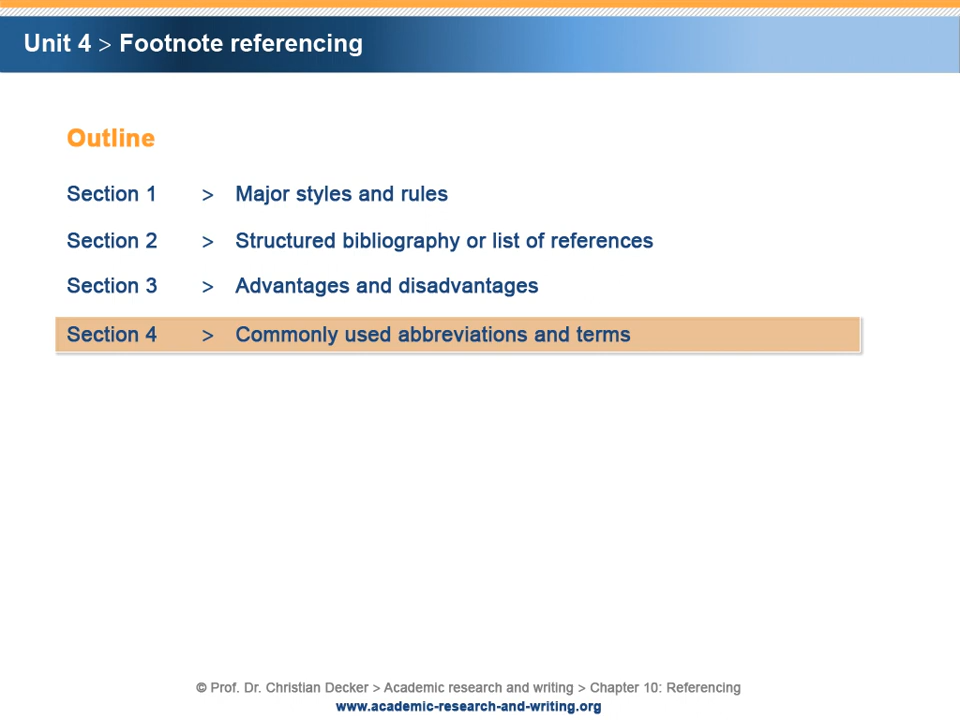 Unit 4 > Footnote referencing
Outline
Section 1 > Major styles and rules
Section 2 > Structured bibliography or list of references
Section 3 > Advantages and disadvantages
Section 4 > Commonly used abbreviations and terms
© Prof. Dr. Christian Decker > Academic research and writing > Chapter 10: Referencing
www.academic-research-and-writing.org